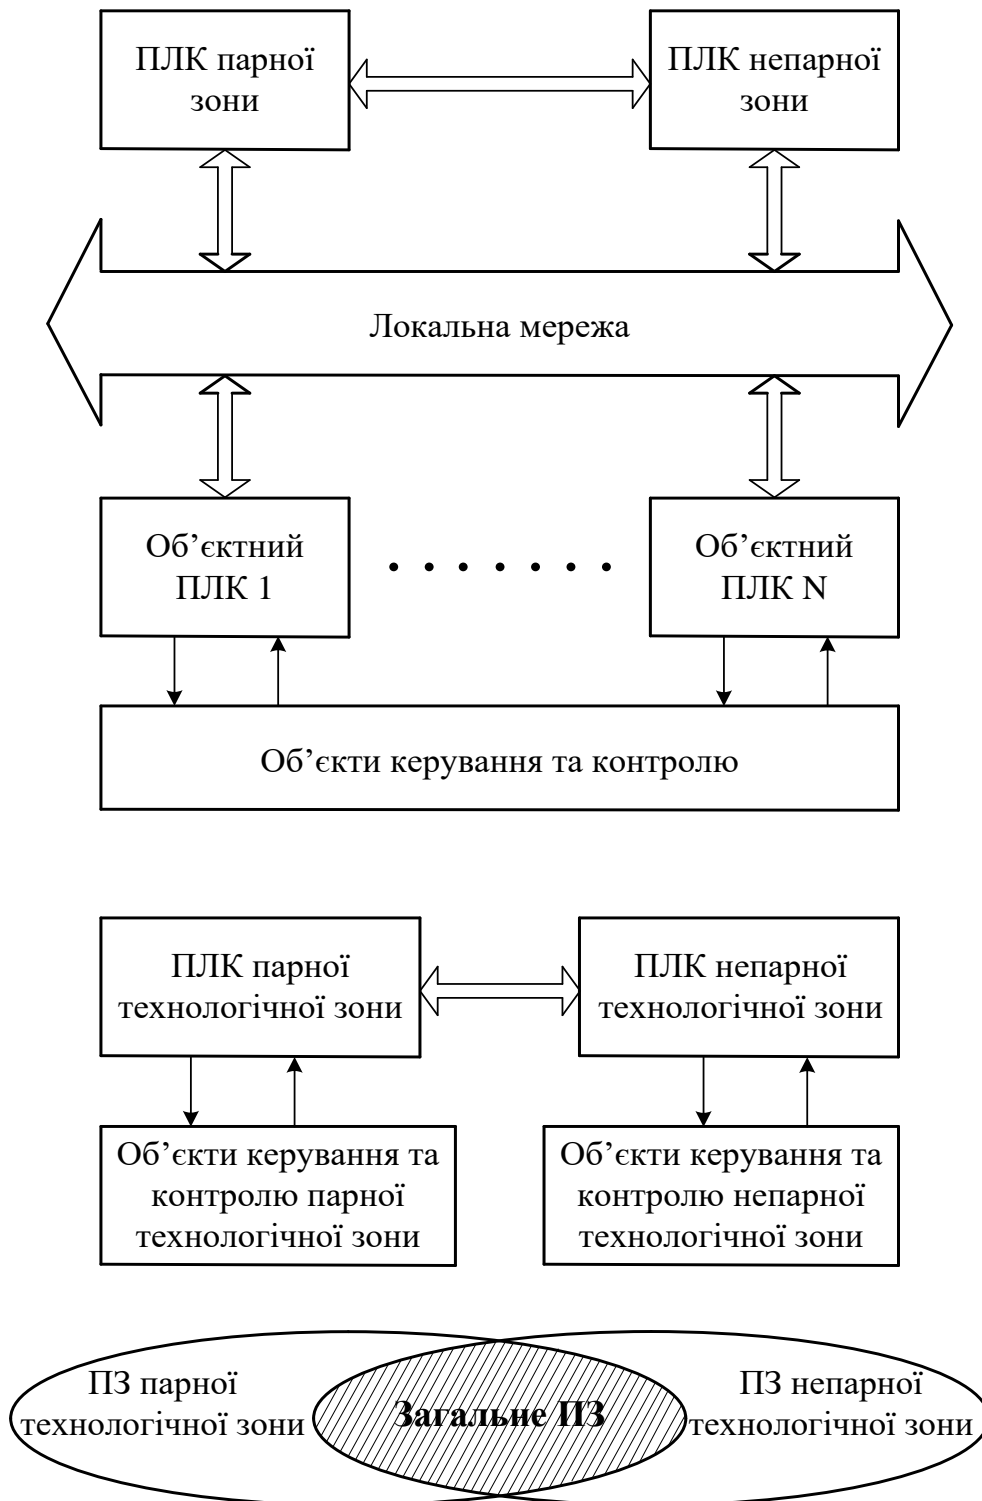 ПЛК парної
зони
ПЛК непарної
зони
Локальна мережа
Об’єктний
ПЛК 1
Об’єктний
ПЛК N
Об’єкти керування та контролю
ПЛК парної
технологічної зони
ПЛК непарної
технологічної зони
Об’єкти керування та
контролю парної
технологічної зони
Об’єкти керування та
контролю непарної
технологічної зони
ПЗ парної
технологічної зони
Загальне ПЗ
ПЗ непарної
технологічної зони